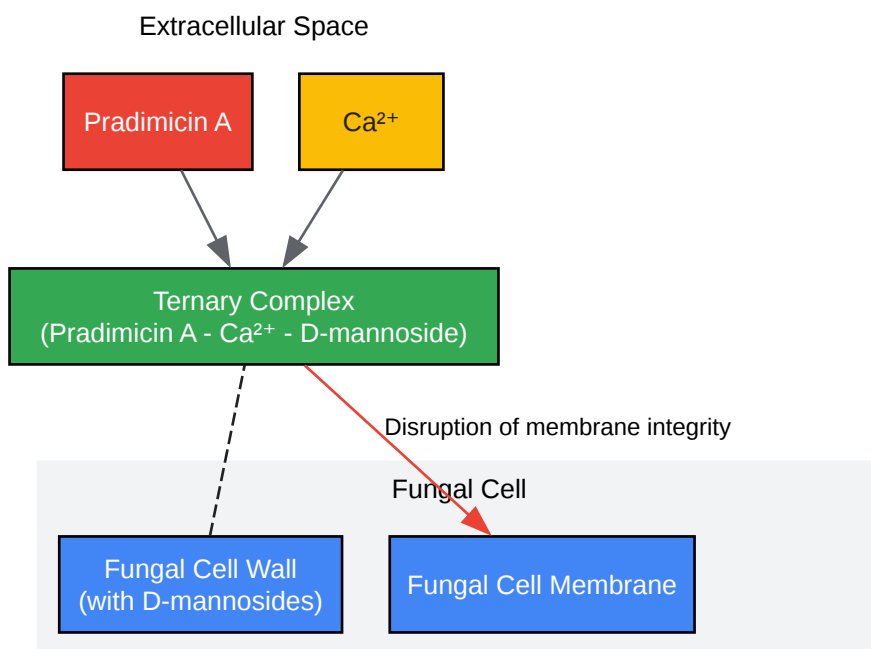 Extracellular Space
Pradimicin A
Ca²⁺
Ternary Complex
(Pradimicin A - Ca²⁺ - D-mannoside)
Disruption of membrane integrity
Fungal Cell
Fungal Cell Wall
(with D-mannosides)
Fungal Cell Membrane